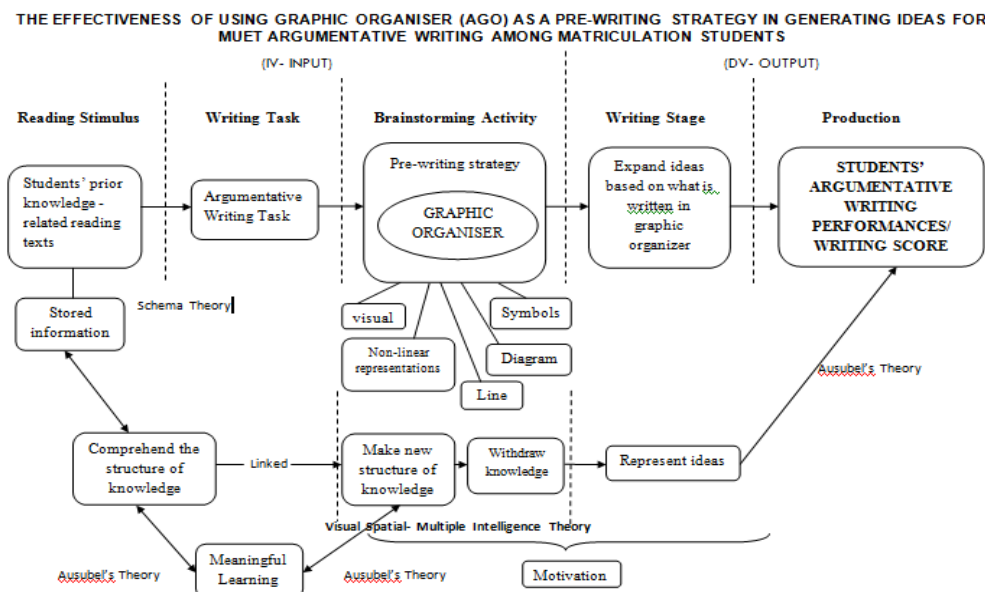 THE EFFECTIVENESS OF USING GRAPHIC ORGANISER (AGO) AS A PRE-WRITING STRATEGY IN GENERATING IDEAS FOR
MUET ARGUMENTATIVE WRITING AMONG MATRICULATION STUDENTS
(IV- INPUT)
(DV- OUTPUT)
Reading Stimulus
Writing Task
Brainstorming Activity
Writing Stage
Production
Students' prior
knowledge -
related reading
texts
Argumentative
Writing Task
Pre-writing strategy
GRAPHIC
ORGANISER
Expand ideas
based on what is
written in
graphic
organizer
STUDENTS'
ARGUMENTATIVE
WRITING
PERFORMANCES/
WRITING SCORE
Stored
information
Schema Theory
visual
Non-linear
representations
Line
Diagram
Symbols
Ausubel's Theory
Comprehend the
structure of
knowledge
Linked
Make new
structure of
knowledge
Withdraw
knowledge
Represent ideas
Visual Spatial- Multiple Intelligence Theory
Ausubel's Theory
Meaningful
Learning
Ausubel's Theory
Motivation